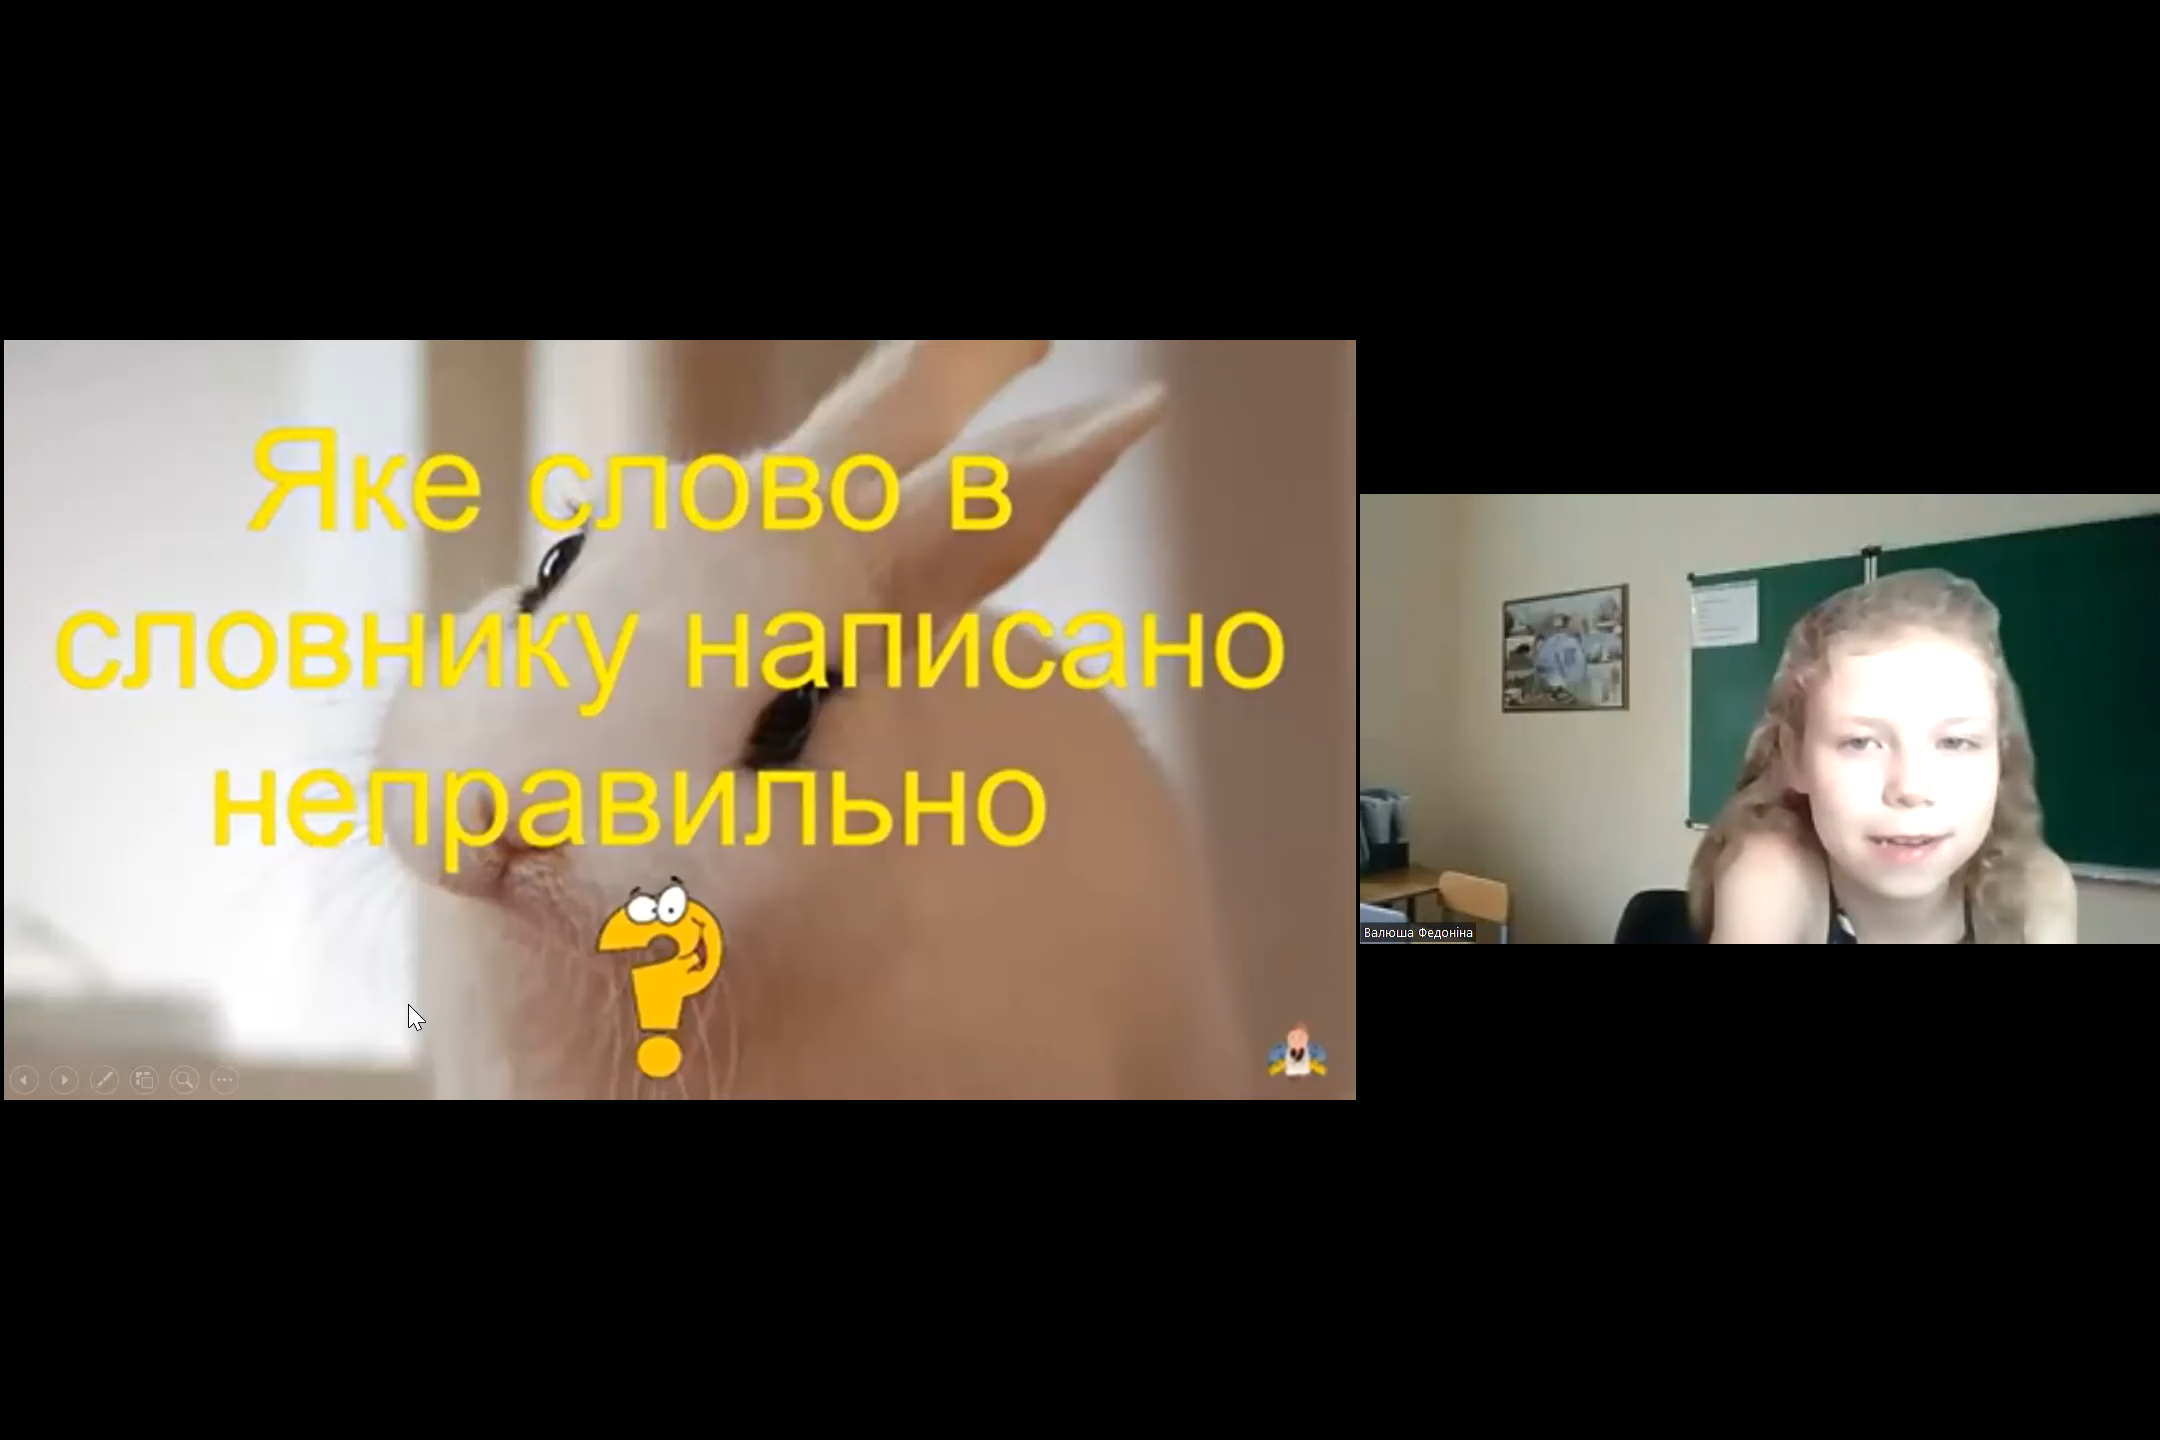 Яке слово в
словнику написано
неправильно
?
Валюша Федоніна